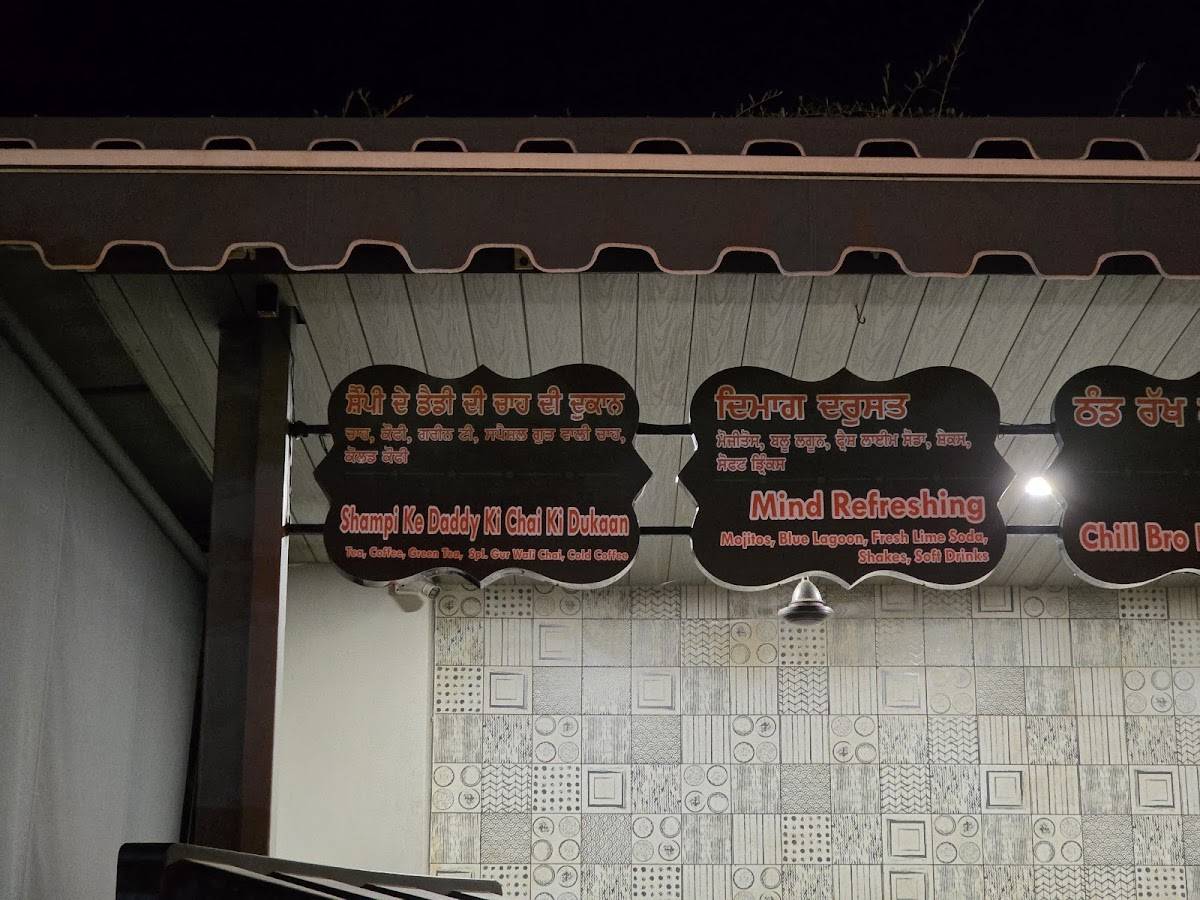 ਸ਼ੈਂਪੀ ਦੇ ਡੈਡੀ ਦੀ ਚਾਹ ਦੀ ਦੁਕਾਨ
ਚਾਹ, ਕੌਫੀ, ਗਰੀਨ ਟੀ, ਸਪੈਸ਼ਲ ਗੁੜ ਵਾਲੀ ਚਾਹ,
ਕੋਲਡ ਕੌਫੀ
Shampi Ke Daddy Ki Chai Ki Dukaan
Tea, Coffee, Green Tea, Spl. Gur Wali Chai, Cold Coffee
ਦਿਮਾਗ ਦਰੁਸਤ
ਮੋਜੀਤੋਸ, ਬਲੂ ਲਗੂਨ, ਫ੍ਰੈਸ਼ ਲਾਈਮ ਸੋਡਾ, ਸ਼ੇਕਸ,
ਸੋਫਟ ਡ੍ਰਿੰਕਸ
Mind Refreshing
Mojitos, Blue Lagoon, Fresh Lime Soda,
Shakes, Soft Drinks
ਠੰਡ ਰੱਖ
Chill Bro